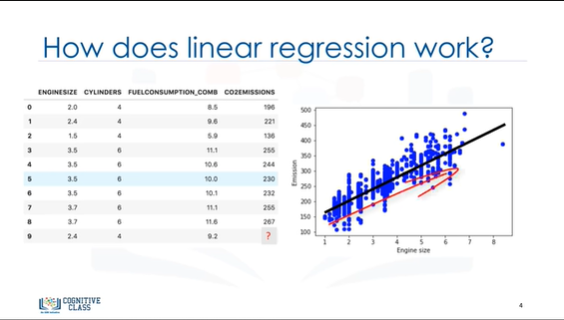 How does linear regression work?
ENGINESIZE CYLINDERS FUELCONSUMPTION_COMB CO2EMISSIONS
0 2.0 4 8.5 196
1 2.4 4 9.6 221
2 1.5 4 5.9 136
3 3.5 6 11.1 255
4 3.5 6 10.6 244
5 3.5 6 10.0 230
6 3.5 6 10.1 232
7 3.7 6 11.1 255
8 3.7 6 11.6 267
9 2.4 4 9.2 ?
500
450
400
350
300
250
200
150
100
Emission
1 2 3 4 5 6 7 8
Engine size
COGNITIVE
CLASS
4